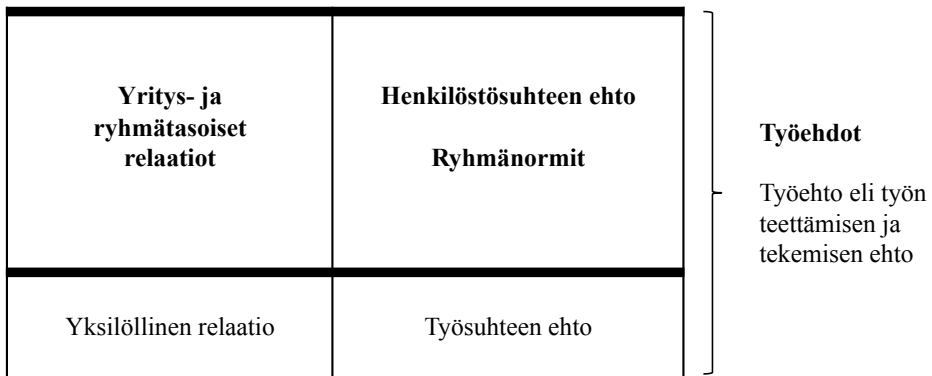 Yritys- ja
ryhmätasoiset
relaatiot
Henkilöstösuhteen ehto
Ryhmänormit
Työehdot
Työehto eli työn
teettämisen ja
tekemisen ehto
Yksilöllinen relaatio
Työsuhteen ehto